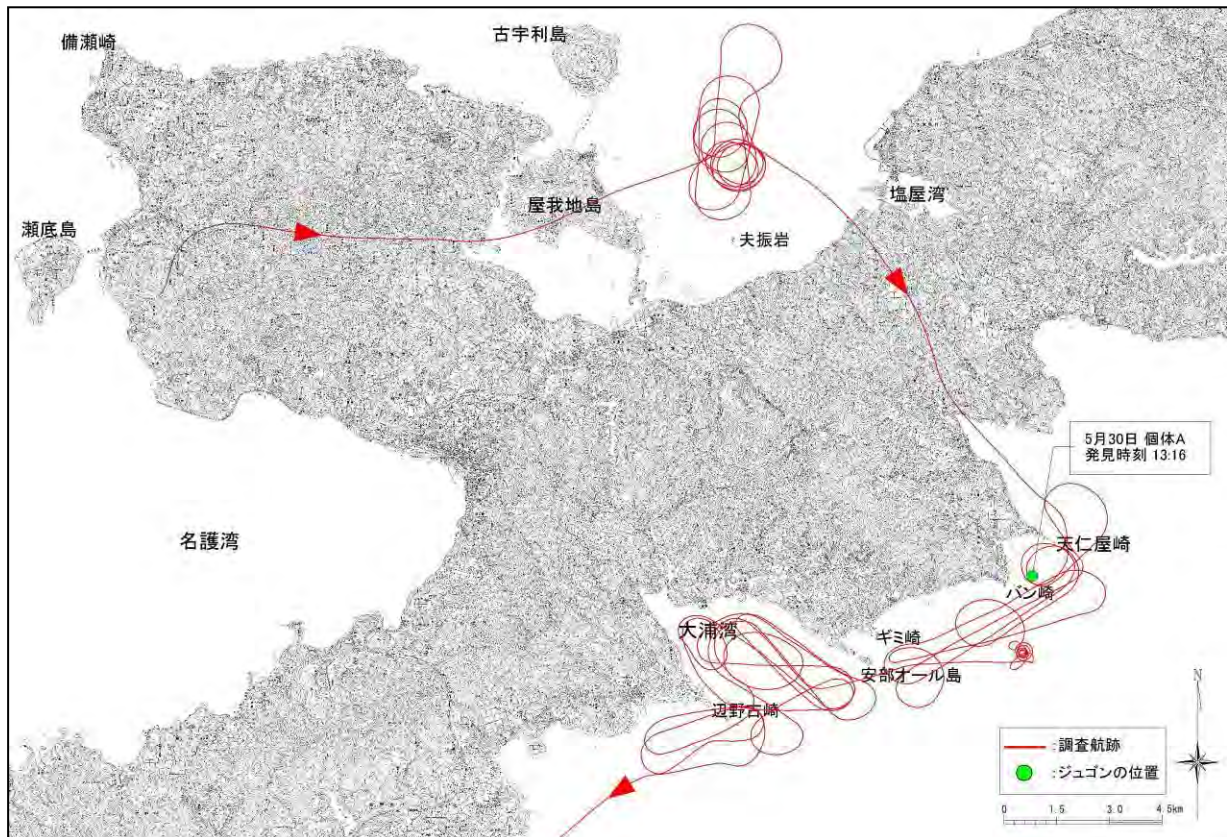 備瀬崎
古宇利島
塩屋湾
屋我地島
瀬底島
夫振岩
5月30日 個体A
発見時刻 13:16
名護湾
天仁屋崎
バン崎
大浦湾
ギミ崎
安部オール島
辺野古崎
N
:調査航跡
:ジュゴンの位置
0 1.5 3.0 4.5km